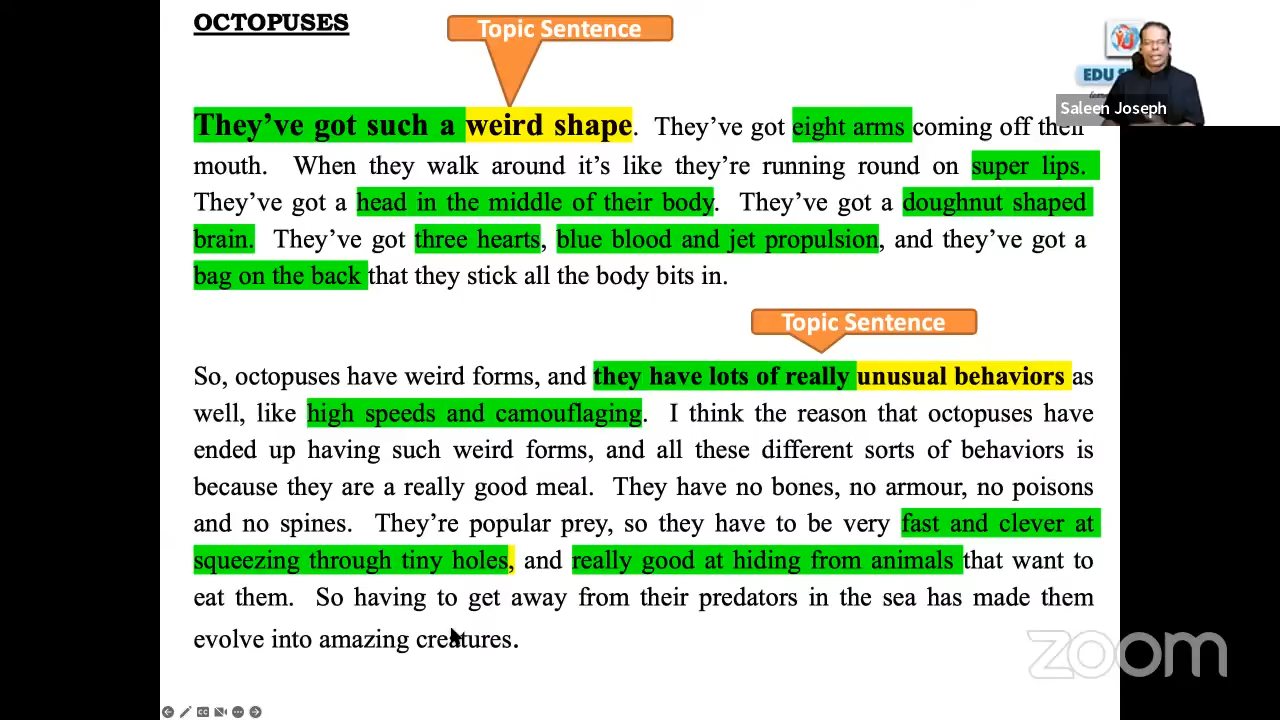 OCTOPUSES
Topic Sentence
They've got such a weird shape. They've got eight arms coming off their
mouth. When they walk around it's like they're running round on super lips.
They've got a head in the middle of their body. They've got a doughnut shaped
brain. They've got three hearts, blue blood and jet propulsion, and they've got a
bag on the back that they stick all the body bits in.
Topic Sentence
So, octopuses have weird forms, and they have lots of really unusual behaviors as
well, like high speeds and camouflaging. I think the reason that octopuses have
ended up having such weird forms, and all these different sorts of behaviors is
because they are a really good meal. They have no bones, no armour, no poisons
and no spines. They're popular prey, so they have to be very fast and clever at
squeezing through tiny holes, and really good at hiding from animals that want to
eat them. So having to get away from their predators in the sea has made them
evolve into amazing creatures.
EDU
Saleen Joseph
zoom